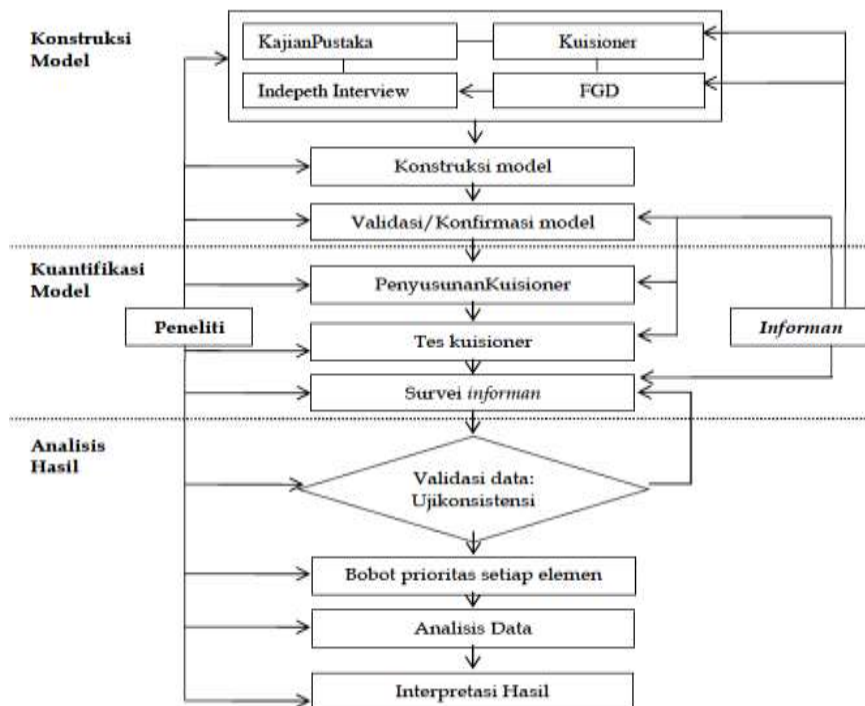 Konstruksi
Model
KajianPustaka
Kuisioner
Indepeth Interview
FGD
Konstruksi model
Validasi/Konfirmasi model
Kuantifikasi
Model
PenyusunanKuisioner
Peneliti
Informan
Tes kuisioner
Survei informan
Analisis
Hasil
Validasi data:
Ujikonsistensi
Bobot prioritas setiap elemen
Analisis Data
Interpretasi Hasil